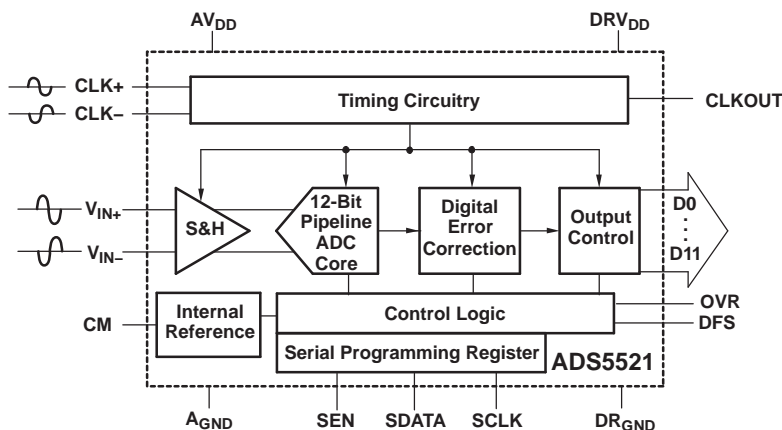 AVDD
DRVDD
CLK+
CLK–
Timing Circuitry
CLKOUT
VIN+
VIN–
S&H
12-Bit
Pipeline
ADC
Core
Digital
Error
Correction
Output
Control
D0
D11
CM
Internal
Reference
Control Logic
OVR
DFS
Serial Programming Register
ADS5521
AGND
SEN
SDATA
SCLK
DRGND